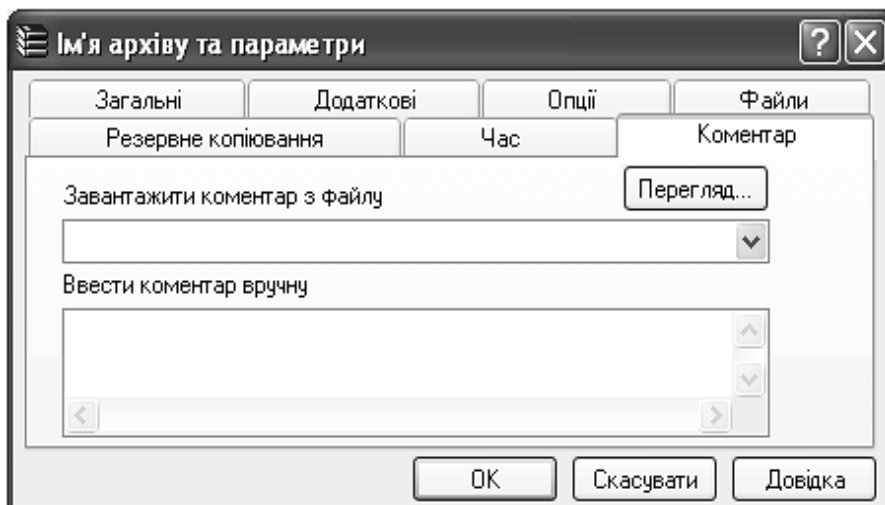 Ім'я архіву та параметри
Загальні Додаткові Опції Файли
Резервне копіювання Час Коментар
Завантажити коментар з файлу Перегляд...
Ввести коментар вручну
OK Скасувати Довідка